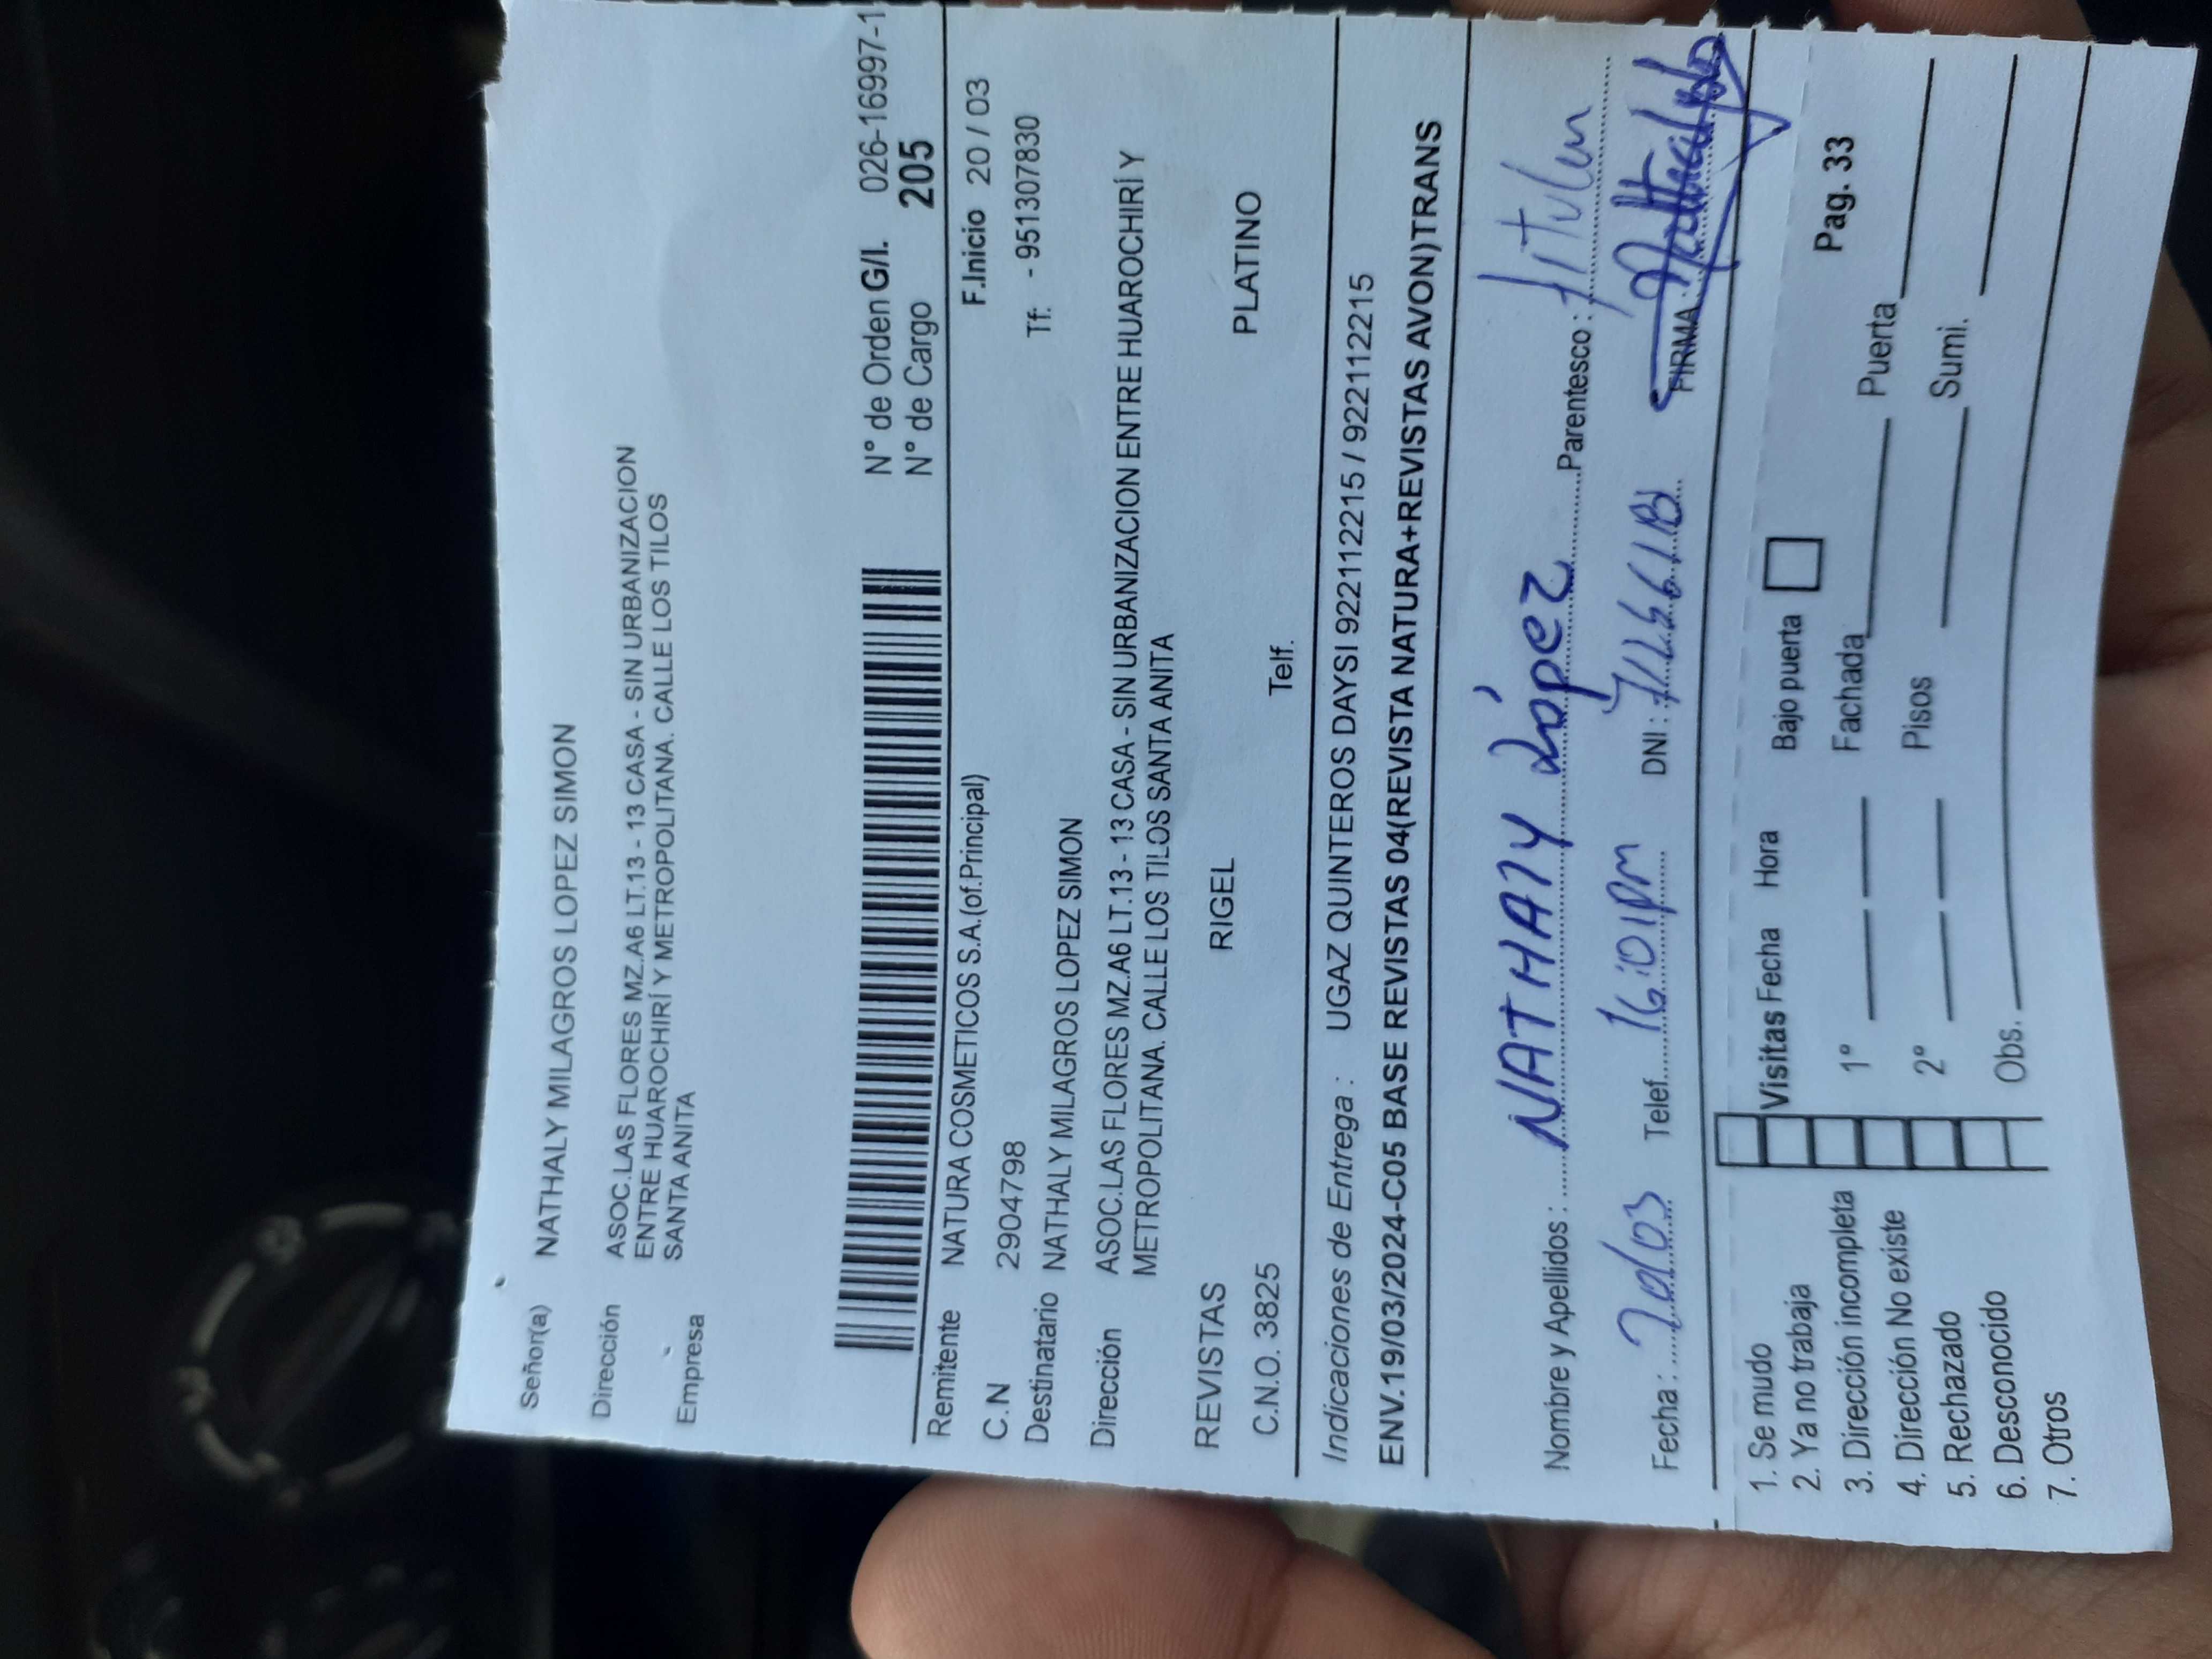 Señor(a) NATHALY MILAGROS LOPEZ SIMON
Dirección ASOC.LAS FLORES MZ.A6 LT.13 - 13 CASA - SIN URBANIZACION
ENTRE HUAROCHIRÍ Y METROPOLITANA. CALLE LOS TILOS
SANTA ANITA
Empresa
N° de Orden G/I. 026-16997-1
N° de Cargo 205
Remitente NATURA COSMETICOS S.A.(of.Principal) F.Inicio 20 / 03
C.N 2904798 Tf: - 951307830
Destinatario NATHALY MILAGROS LOPEZ SIMON
Dirección ASOC.LAS FLORES MZ.A6 LT.13 - 13 CASA - SIN URBANIZACION ENTRE HUAROCHIRÍ Y
METROPOLITANA. CALLE LOS TILOS SANTA ANITA
REVISTAS RIGEL PLATINO
C.N.O. 3825 Telf.
Indicaciones de Entrega : UGAZ QUINTEROS DAYSI 922112215 / 922112215
ENV.19/03/2024-C05 BASE REVISTAS 04(REVISTA NATURA+REVISTAS AVON)TRANS
Nombre y Apellidos : NATHALY López Parentesco :
Fecha : 20/03 Telef. 16:01pm DNI : FIRMA :
1. Se mudo
2. Ya no trabaja
3. Dirección incompleta
4. Dirección No existe
5. Rechazado
6. Desconocido
7. Otros
Visitas Fecha Hora Bajo puerta Pag. 33
1º Fachada Puerta
2º Pisos Sumi.
Obs.